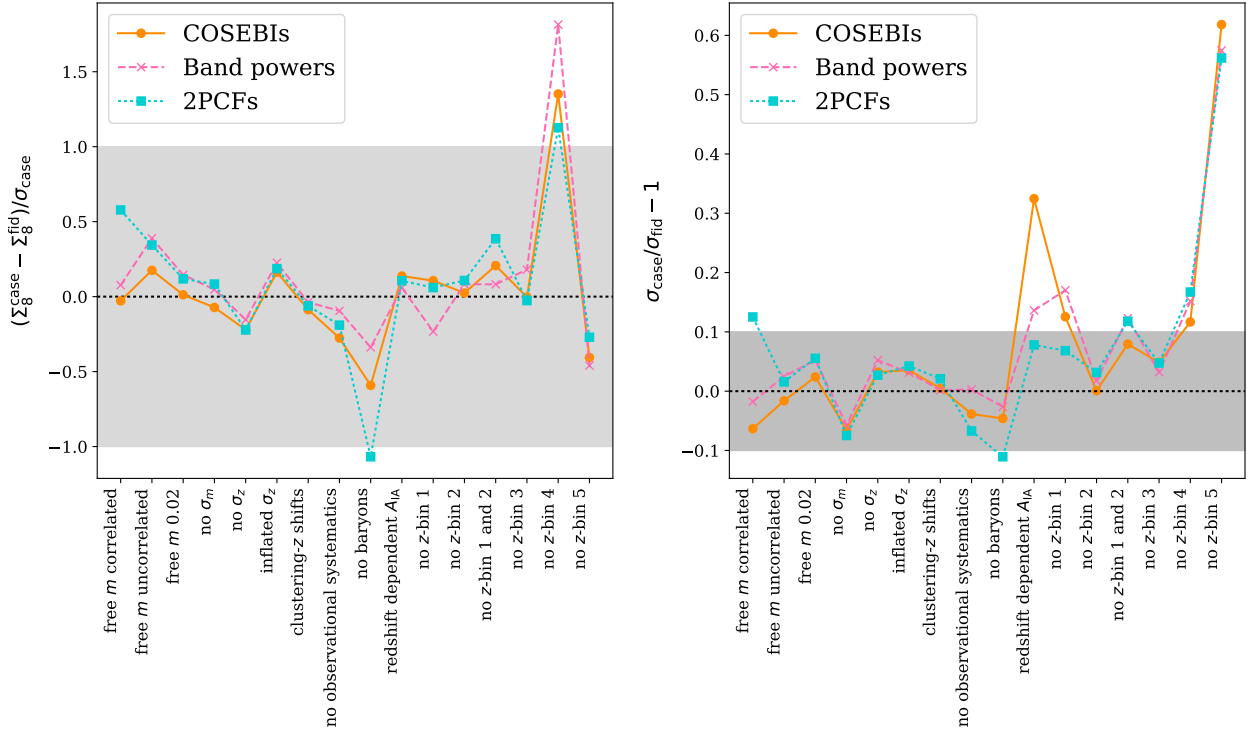 COSEBIs
Band powers
2PCFs
1.5
1.0
0.5
0.0
−0.5
−1.0
(Σ₈ᶜᵃˢᵉ − Σ₈ᶠⁱᵈ)/σ_case
free m correlated
free m uncorrelated
free m 0.02
no σₘ
no σ_z
inflated σ_z
clustering-z shifts
no observational systematics
no baryons
redshift dependent A_IA
no z-bin 1
no z-bin 2
no z-bin 1 and 2
no z-bin 3
no z-bin 4
no z-bin 5
COSEBIs
Band powers
2PCFs
0.6
0.5
0.4
0.3
0.2
0.1
0.0
−0.1
σ_case/σ_fid − 1
free m correlated
free m uncorrelated
free m 0.02
no σₘ
no σ_z
inflated σ_z
clustering-z shifts
no observational systematics
no baryons
redshift dependent A_IA
no z-bin 1
no z-bin 2
no z-bin 1 and 2
no z-bin 3
no z-bin 4
no z-bin 5